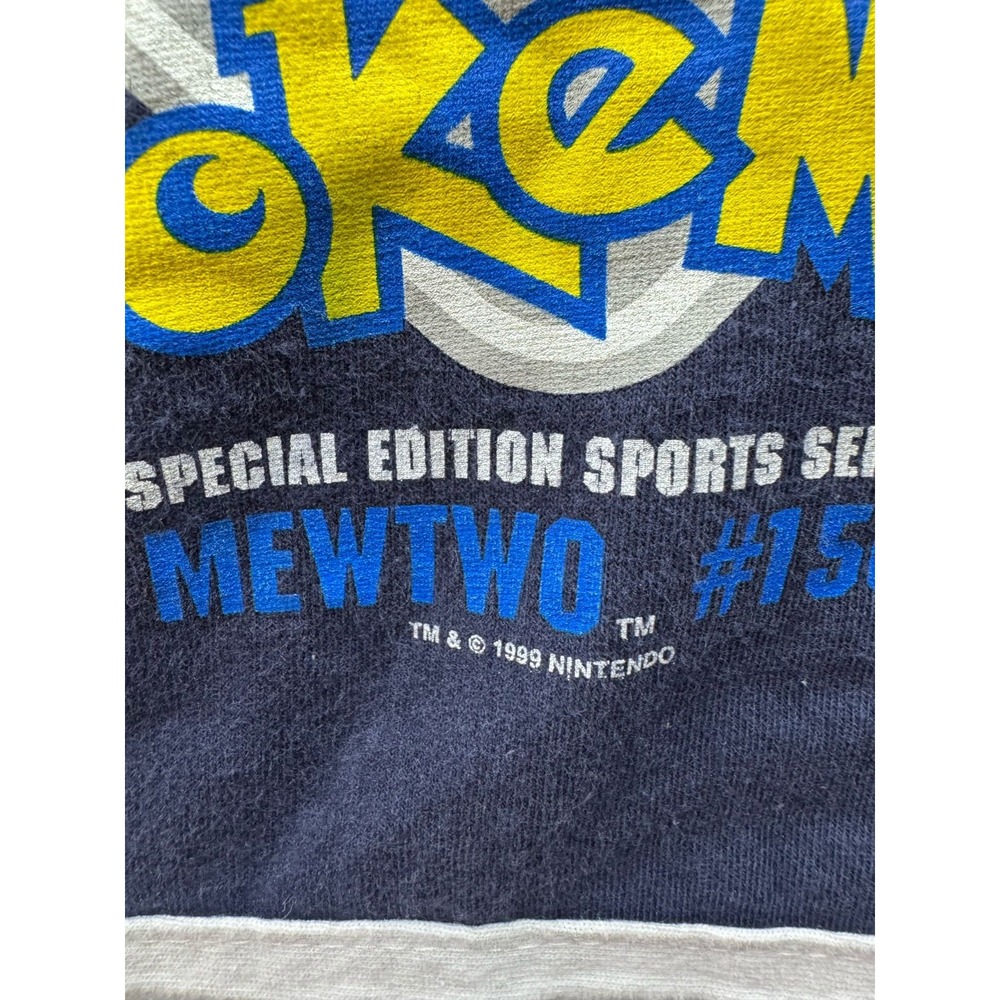 okeM
SPECIAL EDITION SPORTS SE
MEWTWO #15
TM
TM & © 1999 NINTENDO